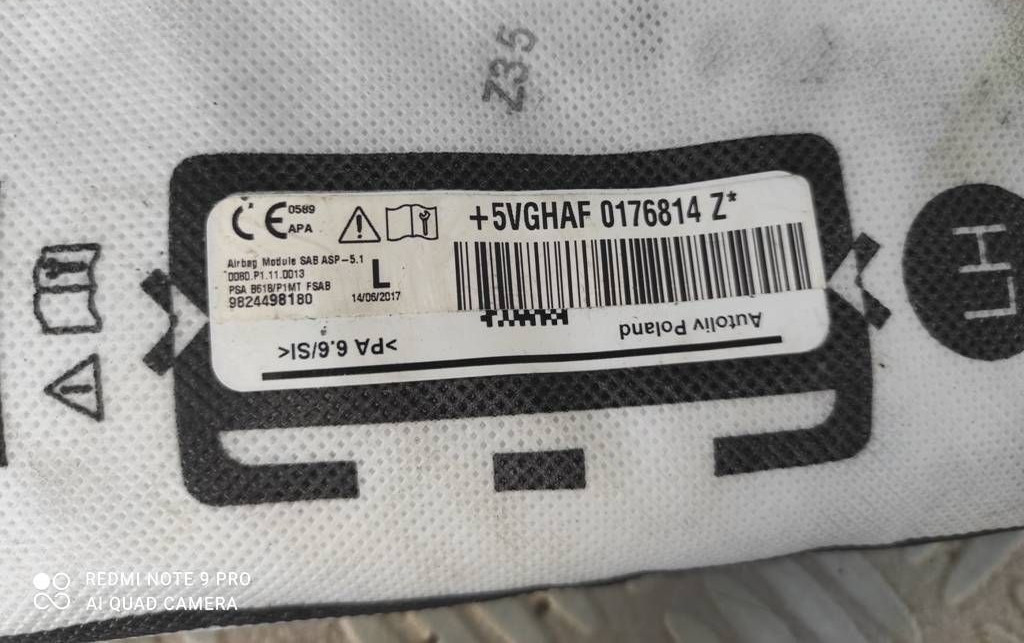 Z35
CE 0589
APA
+5VGHAF 0176814 Z*
Airbag Module SAB ASP-5.1
0080.P1.11.0013
PSA B618/P1MT FSAB
9824498180
L
14/06/2017
Autoliv Poland
>PA 6.6/SI<
LH
REDMI NOTE 9 PRO
AI QUAD CAMERA